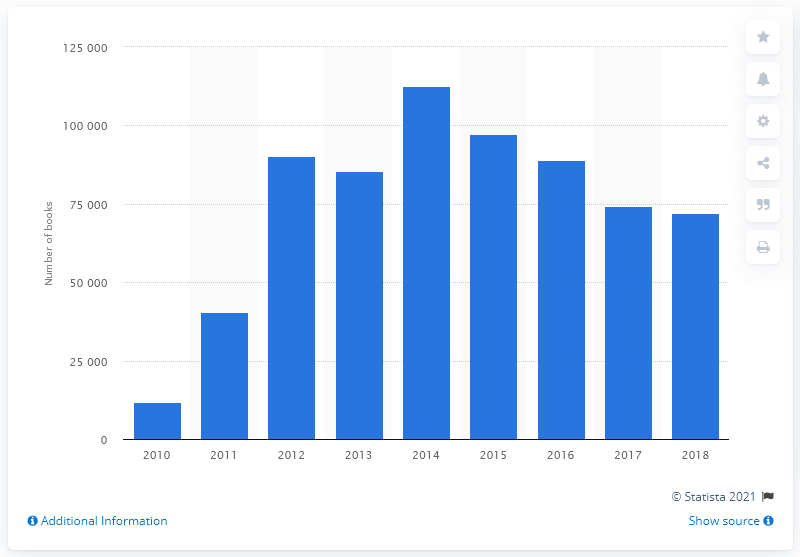 125 000
100 000
75 000
50 000
25 000
0
Number of books
2010 2011 2012 2013 2014 2015 2016 2017 2018
© Statista 2021
Additional Information
Show source